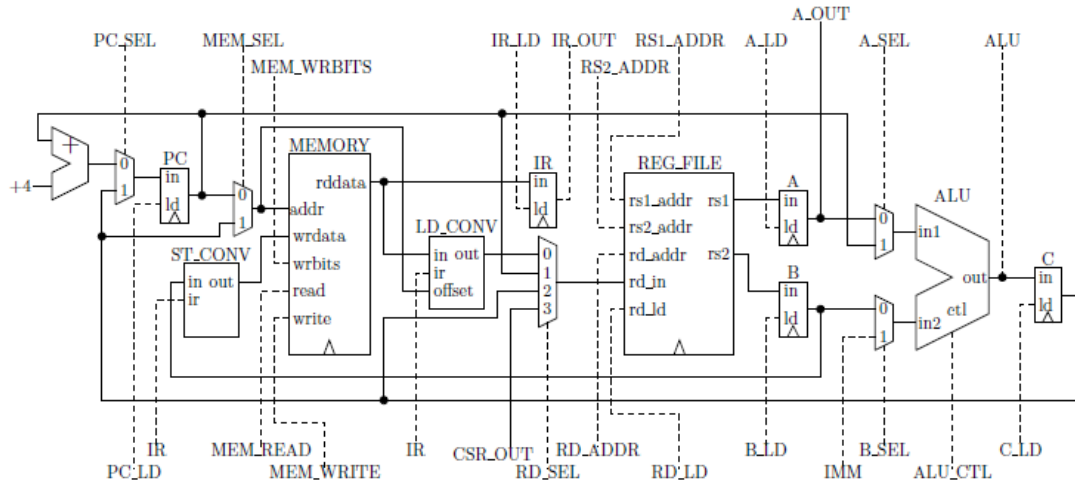 A_OUT
PC_SEL MEM_SEL IR_LD IR_OUT RS1_ADDR A_LD A_SEL ALU
MEM_WRBITS RS2_ADDR
+ PC MEMORY IR REG_FILE A ALU
+4 0 1 in ld 0 1 rddata in ld rs1_addr rs1 in ld 0 1 in1
addr LD_CONV rs2_addr
ST_CONV wrdata in out 0 rd_addr rs2 B out C
in out wrbits ir 1 rd_in in in
ir read offset 2 rd_ld ld 0 1 in2 ctl ld
write 3
IR MEM_READ IR CSR_OUT RD_ADDR B_LD B_SEL C_LD
PC_LD MEM_WRITE RD_SEL RD_LD IMM ALU_CTL